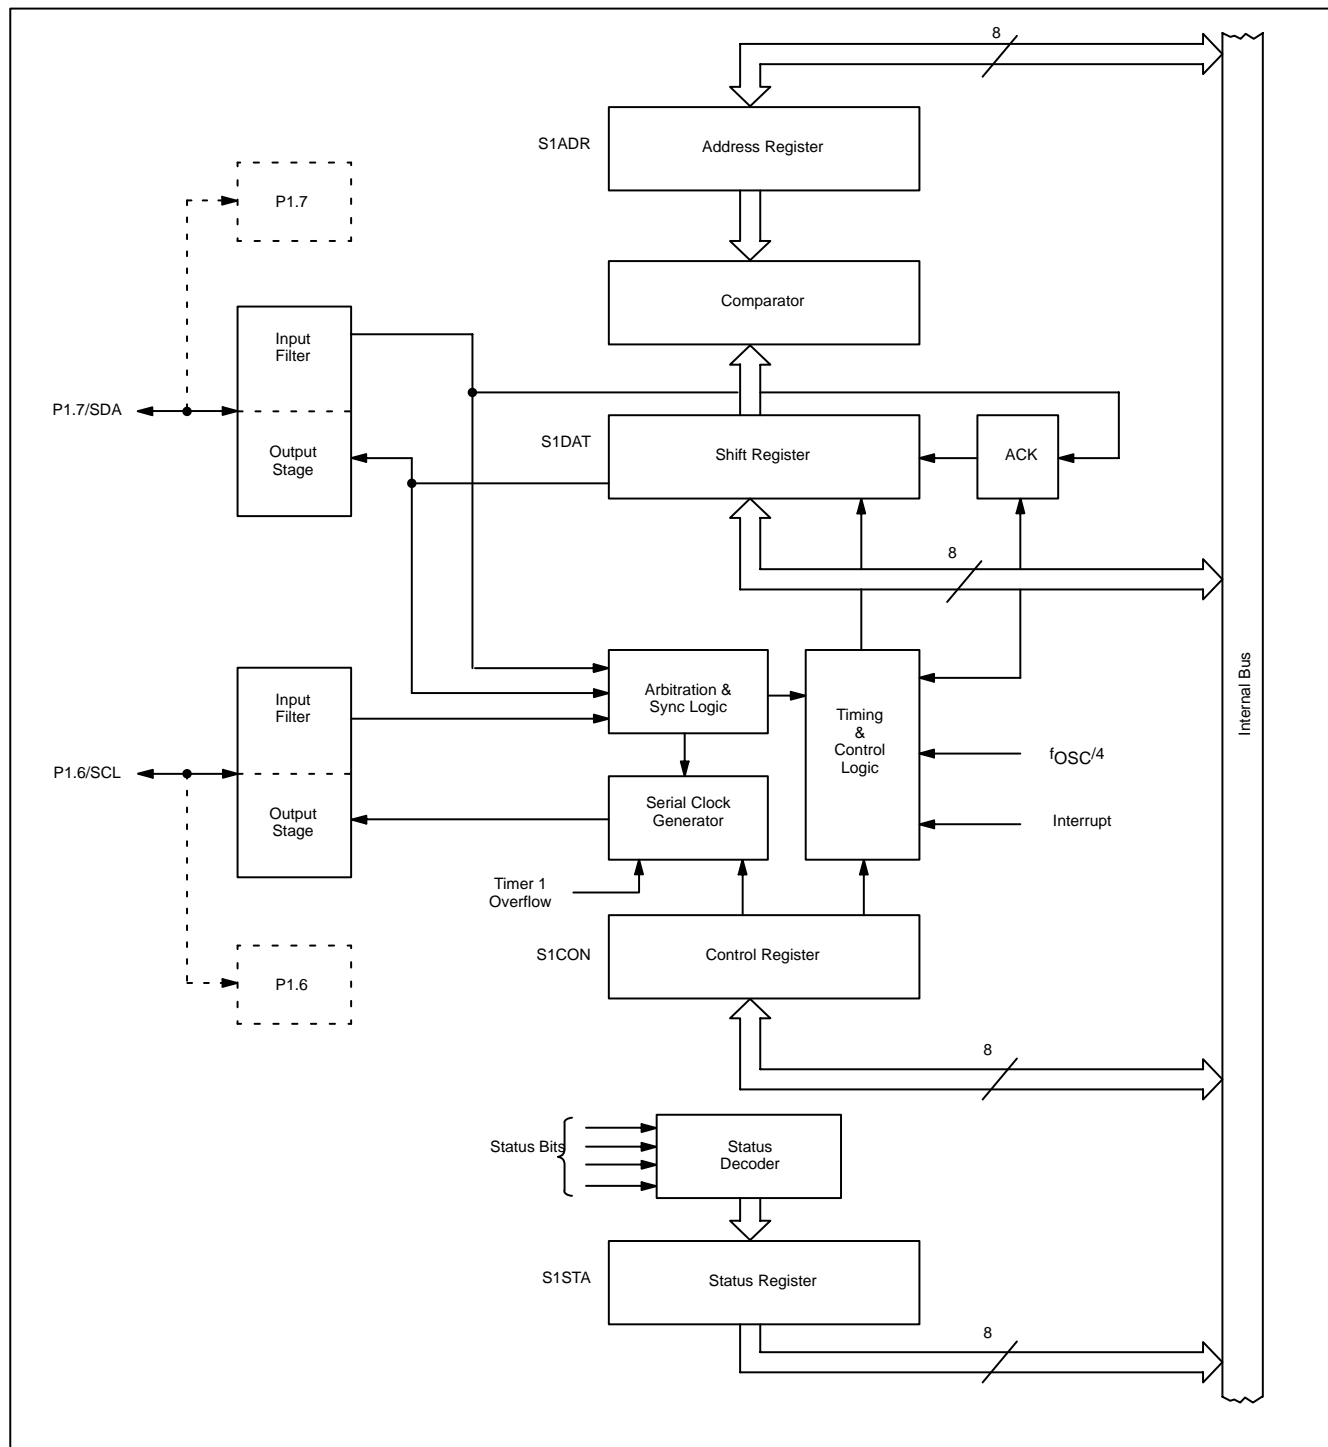 8
S1ADR
Address Register
P1.7
Comparator
Input
Filter
P1.7/SDA
Output
Stage
S1DAT
Shift Register
ACK
8
Internal Bus
Input
Filter
Arbitration &
Sync Logic
Timing
&
Control
Logic
fOSC/4
P1.6/SCL
Output
Stage
Serial Clock
Generator
Interrupt
Timer 1
Overflow
S1CON
Control Register
P1.6
8
Status Bits
Status
Decoder
S1STA
Status Register
8